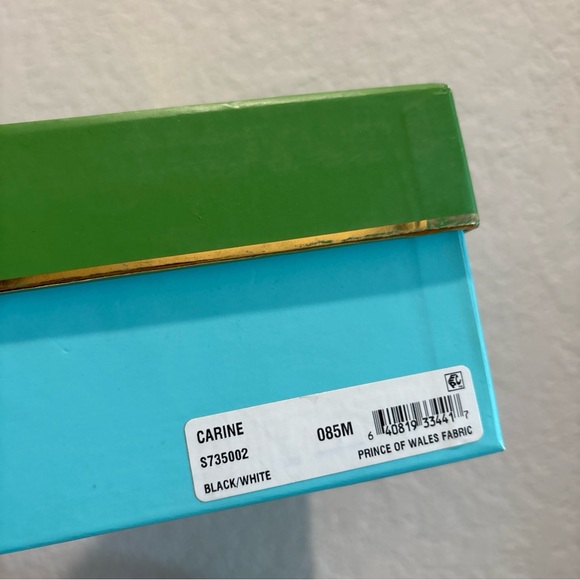 CARINE
085M
6 40819 33441 7
S735002
PRINCE OF WALES FABRIC
BLACK/WHITE